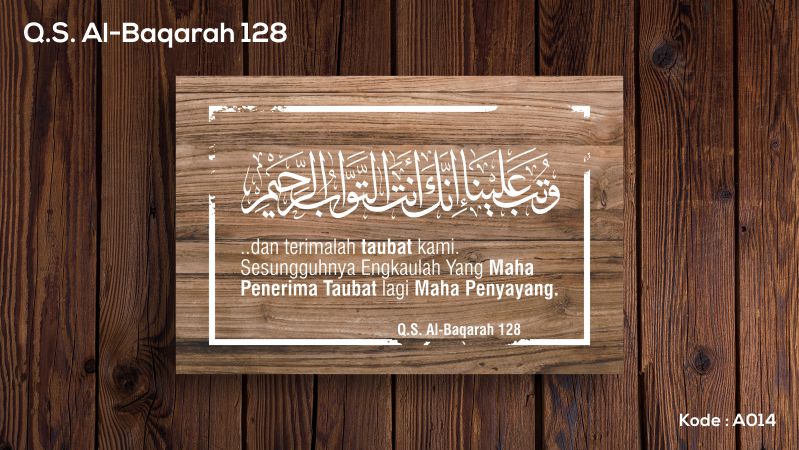 Q.S. Al-Baqarah 128
وَتُبْ عَلَيْنَا إِنَّكَ أَنْتَ التَّوَّابُ الرَّحِيمُ
..dan terimalah taubat kami.
Sesungguhnya Engkaulah Yang Maha
Penerima Taubat lagi Maha Penyayang.
Q.S. Al-Baqarah 128
Kode : A014